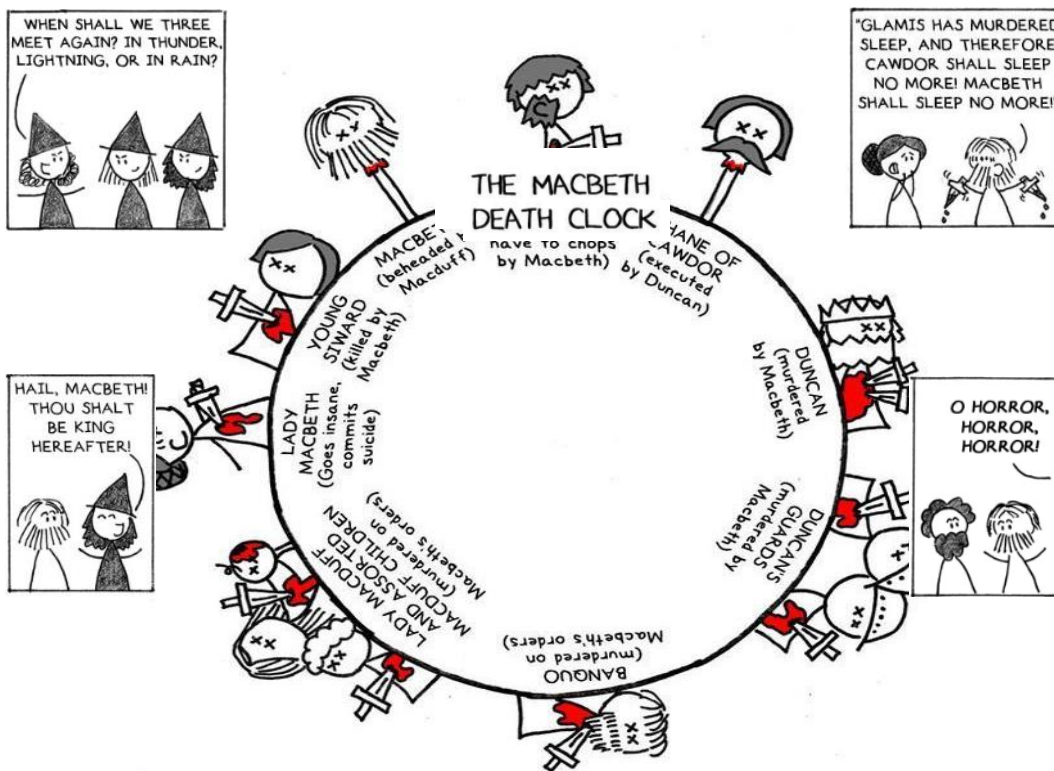 WHEN SHALL WE THREE
MEET AGAIN? IN THUNDER,
LIGHTNING, OR IN RAIN?
"GLAMIS HAS MURDERED
SLEEP, AND THEREFORE
CAWDOR SHALL SLEEP
NO MORE! MACBETH
SHALL SLEEP NO MORE!
THE MACBETH
DEATH CLOCK
have to chops
by Macbeth)
THANE OF
CAWDOR
(executed
by Duncan)
DUNCAN
(murdered
by Macbeth)
DUNCAN'S
GUARDS
(murdered by
Macbeth)
BANQUO
(murdered on
Macbeth's orders)
LADY MACDUFF
AND ASSORTED
MACDUFF CHILDREN
(murdered on
Macbeth's orders)
LADY
MACBETH
(Goes insane,
commits
suicide)
YOUNG
SIWARD
(killed by
Macbeth)
MACBET
(beheaded
Macduff)
HAIL, MACBETH!
THOU SHALT
BE KING
HEREAFTER!
O HORROR,
HORROR,
HORROR!